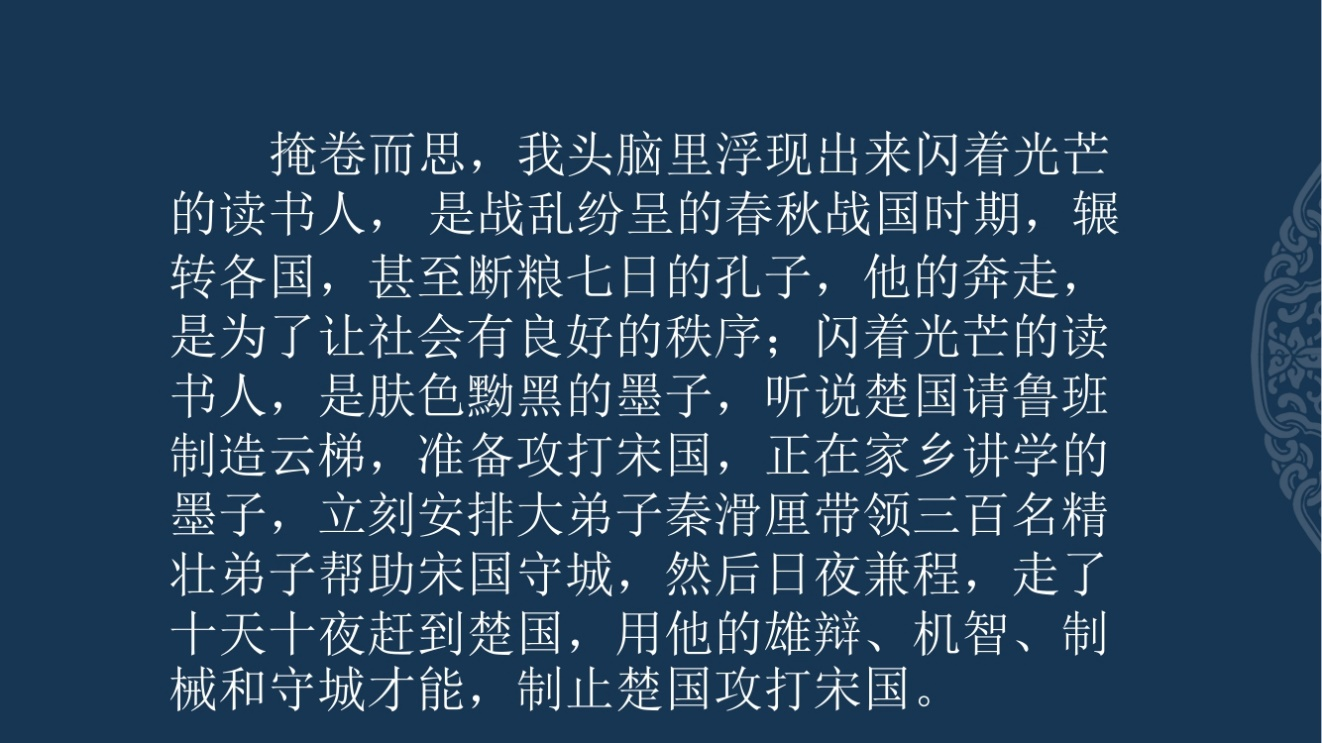 掩卷而思，我头脑里浮现出来闪着光芒
的读书人， 是战乱纷呈的春秋战国时期，辗
转各国，甚至断粮七日的孔子，他的奔走，
是为了让社会有良好的秩序；闪着光芒的读
书人，是肤色黝黑的墨子，听说楚国请鲁班
制造云梯，准备攻打宋国，正在家乡讲学的
墨子，立刻安排大弟子秦滑厘带领三百名精
壮弟子帮助宋国守城，然后日夜兼程，走了
十天十夜赶到楚国，用他的雄辩、机智、制
械和守城才能，制止楚国攻打宋国。